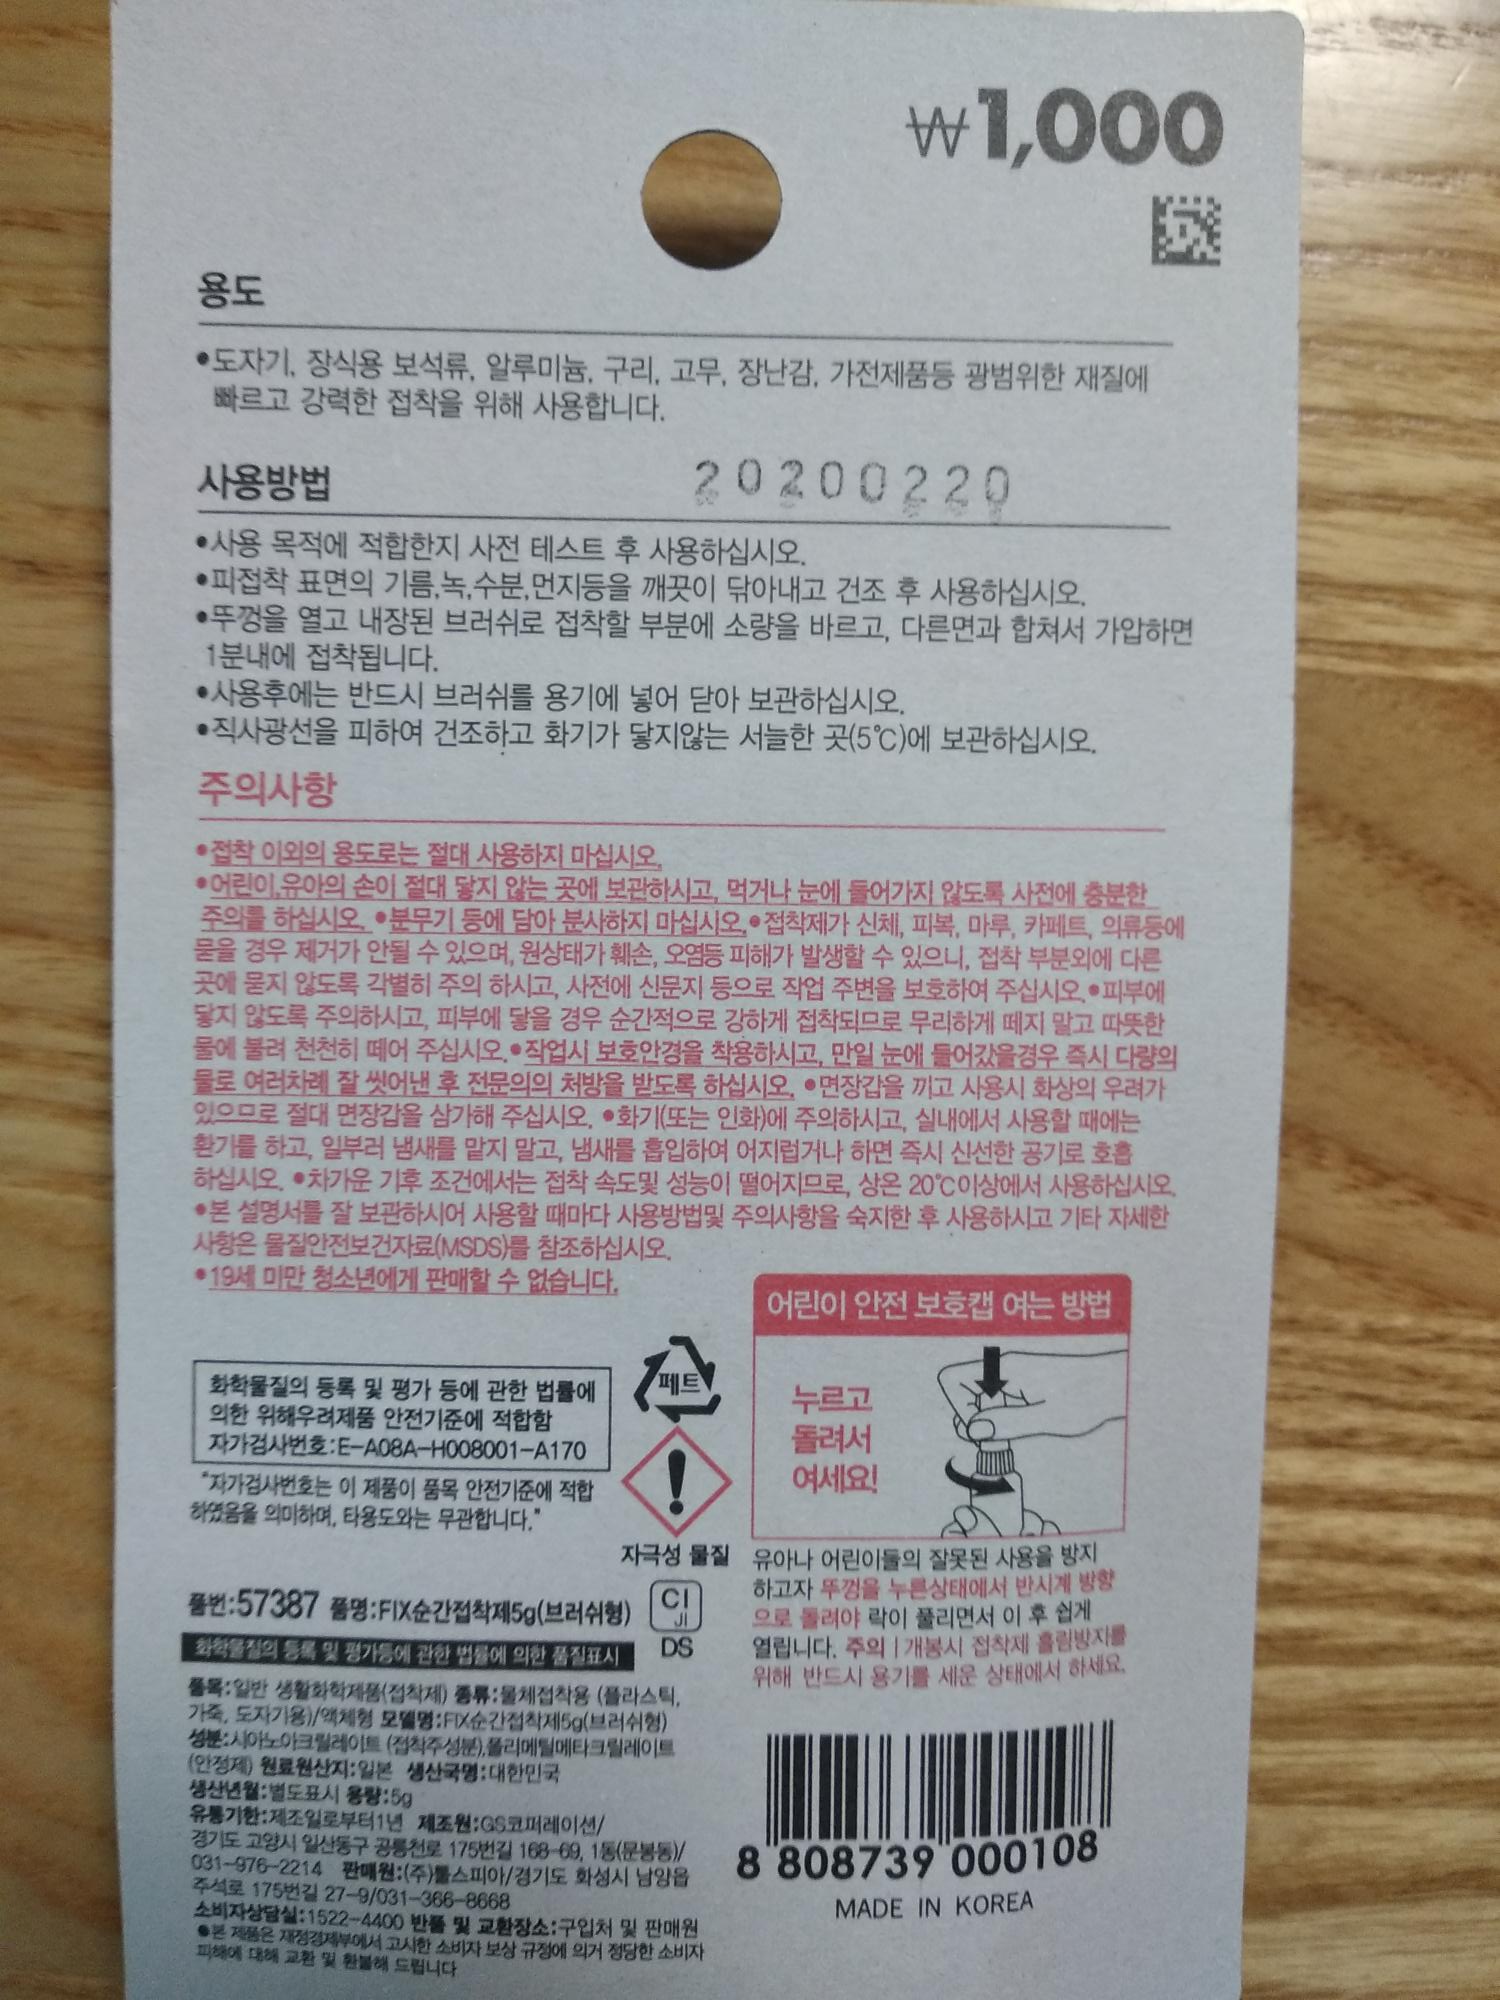 ₩1,000
용도
•도자기, 장식용 보석류, 알루미늄, 구리, 고무, 장난감, 가전제품등 광범위한 재질에
빠르고 강력한 접착을 위해 사용합니다.
사용방법
20200220
•사용 목적에 적합한지 사전 테스트 후 사용하십시오.
•피접착 표면의 기름,녹,수분,먼지등을 깨끗이 닦아내고 건조 후 사용하십시오.
•뚜껑을 열고 내장된 브러쉬로 접착할 부분에 소량을 바르고, 다른면과 합쳐서 가압하면
1분내에 접착됩니다.
•사용후에는 반드시 브러쉬를 용기에 넣어 닫아 보관하십시오.
•직사광선을 피하여 건조하고 화기가 닿지않는 서늘한 곳(5℃)에 보관하십시오.
주의사항
•접착 이외의 용도로는 절대 사용하지 마십시오.
•어린이,유아의 손이 절대 닿지 않는 곳에 보관하시고, 먹거나 눈에 들어가지 않도록 사전에 충분한
주의를 하십시오. •분무기 등에 담아 분사하지 마십시오.•접착제가 신체, 피복, 마루, 카페트, 의류등에
묻을 경우 제거가 안될 수 있으며, 원상태가 훼손, 오염등 피해가 발생할 수 있으니, 접착 부분외에 다른
곳에 묻지 않도록 각별히 주의 하시고, 사전에 신문지 등으로 작업 주변을 보호하여 주십시오.•피부에
닿지 않도록 주의하시고, 피부에 닿을 경우 순간적으로 강하게 접착되므로 무리하게 떼지 말고 따뜻한
물에 불려 천천히 떼어 주십시오.•작업시 보호안경을 착용하시고, 만일 눈에 들어갔을경우 즉시 다량의
물로 여러차례 잘 씻어낸 후 전문의의 처방을 받도록 하십시오. •면장갑을 끼고 사용시 화상의 우려가
있으므로 절대 면장갑을 삼가해 주십시오. •화기(또는 인화)에 주의하시고, 실내에서 사용할 때에는
환기를 하고, 일부러 냄새를 맡지 말고, 냄새를 흡입하여 어지럽거나 하면 즉시 신선한 공기로 호흡
하십시오. •차가운 기후 조건에서는 접착 속도및 성능이 떨어지므로, 상온 20℃이상에서 사용하십시오.
•본 설명서를 잘 보관하시어 사용할 때마다 사용방법및 주의사항을 숙지한 후 사용하시고 기타 자세한
사항은 물질안전보건자료(MSDS)를 참조하십시오.
•19세 미만 청소년에게 판매할 수 없습니다.
화학물질의 등록 및 평가 등에 관한 법률에
의한 위해우려제품 안전기준에 적합함
자가검사번호:E-A08A-H008001-A170
"자가검사번호는 이 제품이 품목 안전기준에 적합
하였음을 의미하며, 타용도와는 무관합니다."
페트
자극성 물질
어린이 안전 보호캡 여는 방법
누르고
돌려서
여세요!
유아나 어린이들의 잘못된 사용을 방지
하고자 뚜껑을 누른상태에서 반시계 방향
으로 돌려야 락이 풀리면서 이 후 쉽게
열립니다. 주의 | 개봉시 접착제 흘림방지를
위해 반드시 용기를 세운 상태에서 하세요.
품번:57387 품명:FIX순간접착제5g(브러쉬형)
CI
JI
DS
화학물질의 등록 및 평가등에 관한 법률에 의한 품질표시
품목:일반 생활화학제품(접착제) 종류:물체접착용 (플라스틱,
가죽, 도자기용)/액체형 모델명:FIX순간접착제5g(브러쉬형)
성분:시아노아크릴레이트 (접착주성분),폴리메틸메타크릴레이트
(안정제) 원료원산지:일본 생산국명:대한민국
생산년월:별도표시 용량:5g
유통기한:제조일로부터1년 제조원:GS코퍼레이션/
경기도 고양시 일산동구 공릉천로 175번길 168-69, 1동(문봉동)/
031-976-2214 판매원:(주)툴스피아/경기도 화성시 남양읍
주석로 175번길 27-9/031-366-8668
소비자상담실:1522-4400 반품 및 교환장소:구입처 및 판매원
•본 제품은 재정경제부에서 고시한 소비자 보상 규정에 의거 정당한 소비자
피해에 대해 교환 및 환불해 드립니다
8 808739 000108
MADE IN KOREA